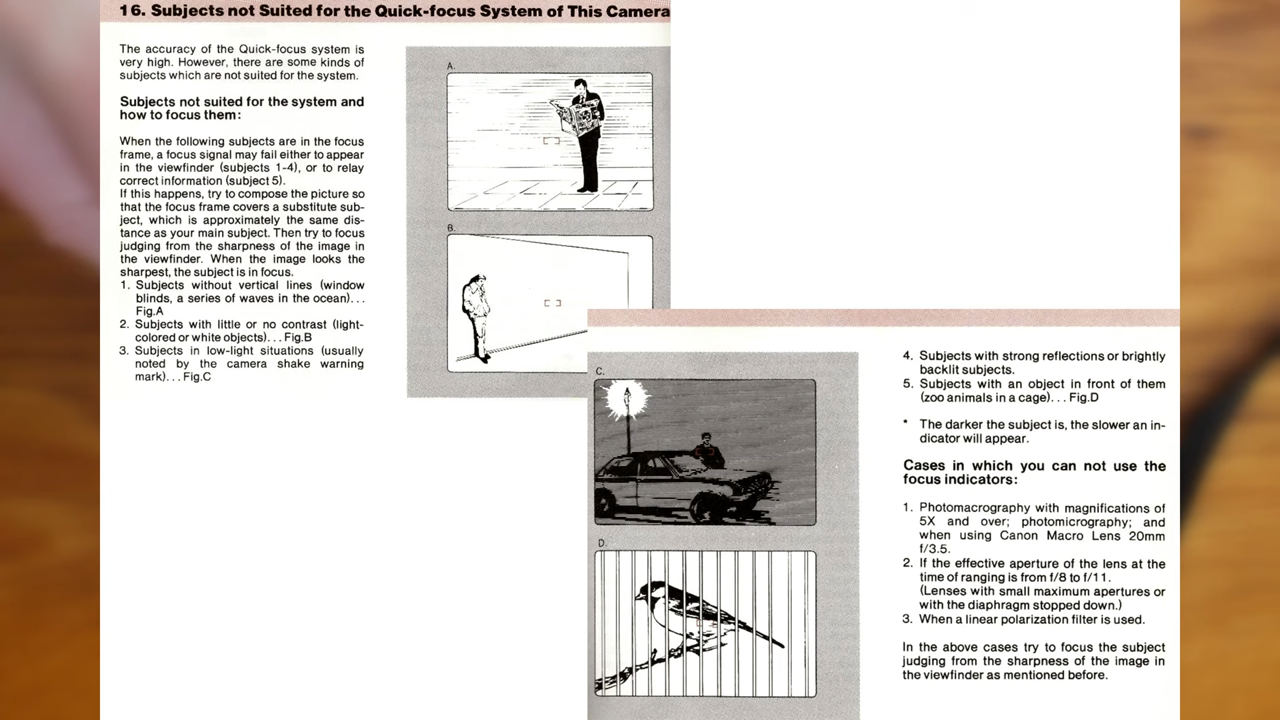 16. Subjects not Suited for the Quick-focus System of This Camera
The accuracy of the Quick-focus system is
very high. However, there are some kinds of
subjects which are not suited for the system.
Subjects not suited for the system and
how to focus them:
When the following subjects are in the focus
frame, a focus signal may fail either to appear
in the viewfinder (subjects 1-4), or to relay
correct information (subject 5).
If this happens, try to compose the picture so
that the focus frame covers a substitute sub-
ject, which is approximately the same dis-
tance as your main subject. Then try to focus
judging from the sharpness of the image in
the viewfinder. When the image looks the
sharpest, the subject is in focus.
1. Subjects without vertical lines (window
blinds, a series of waves in the ocean)...
Fig.A
2. Subjects with little or no contrast (light-
colored or white objects)... Fig.B
3. Subjects in low-light situations (usually
noted by the camera shake warning
mark)... Fig.C
A.
B.
C.
D.
4. Subjects with strong reflections or brightly
backlit subjects.
5. Subjects with an object in front of them
(zoo animals in a cage)... Fig.D
* The darker the subject is, the slower an in-
dicator will appear.
Cases in which you can not use the
focus indicators:
1. Photomacrography with magnifications of
5X and over; photomicrography; and
when using Canon Macro Lens 20mm
f/3.5.
2. If the effective aperture of the lens at the
time of ranging is from f/8 to f/11.
(Lenses with small maximum apertures or
with the diaphragm stopped down.)
3. When a linear polarization filter is used.
In the above cases try to focus the subject
judging from the sharpness of the image in
the viewfinder as mentioned before.